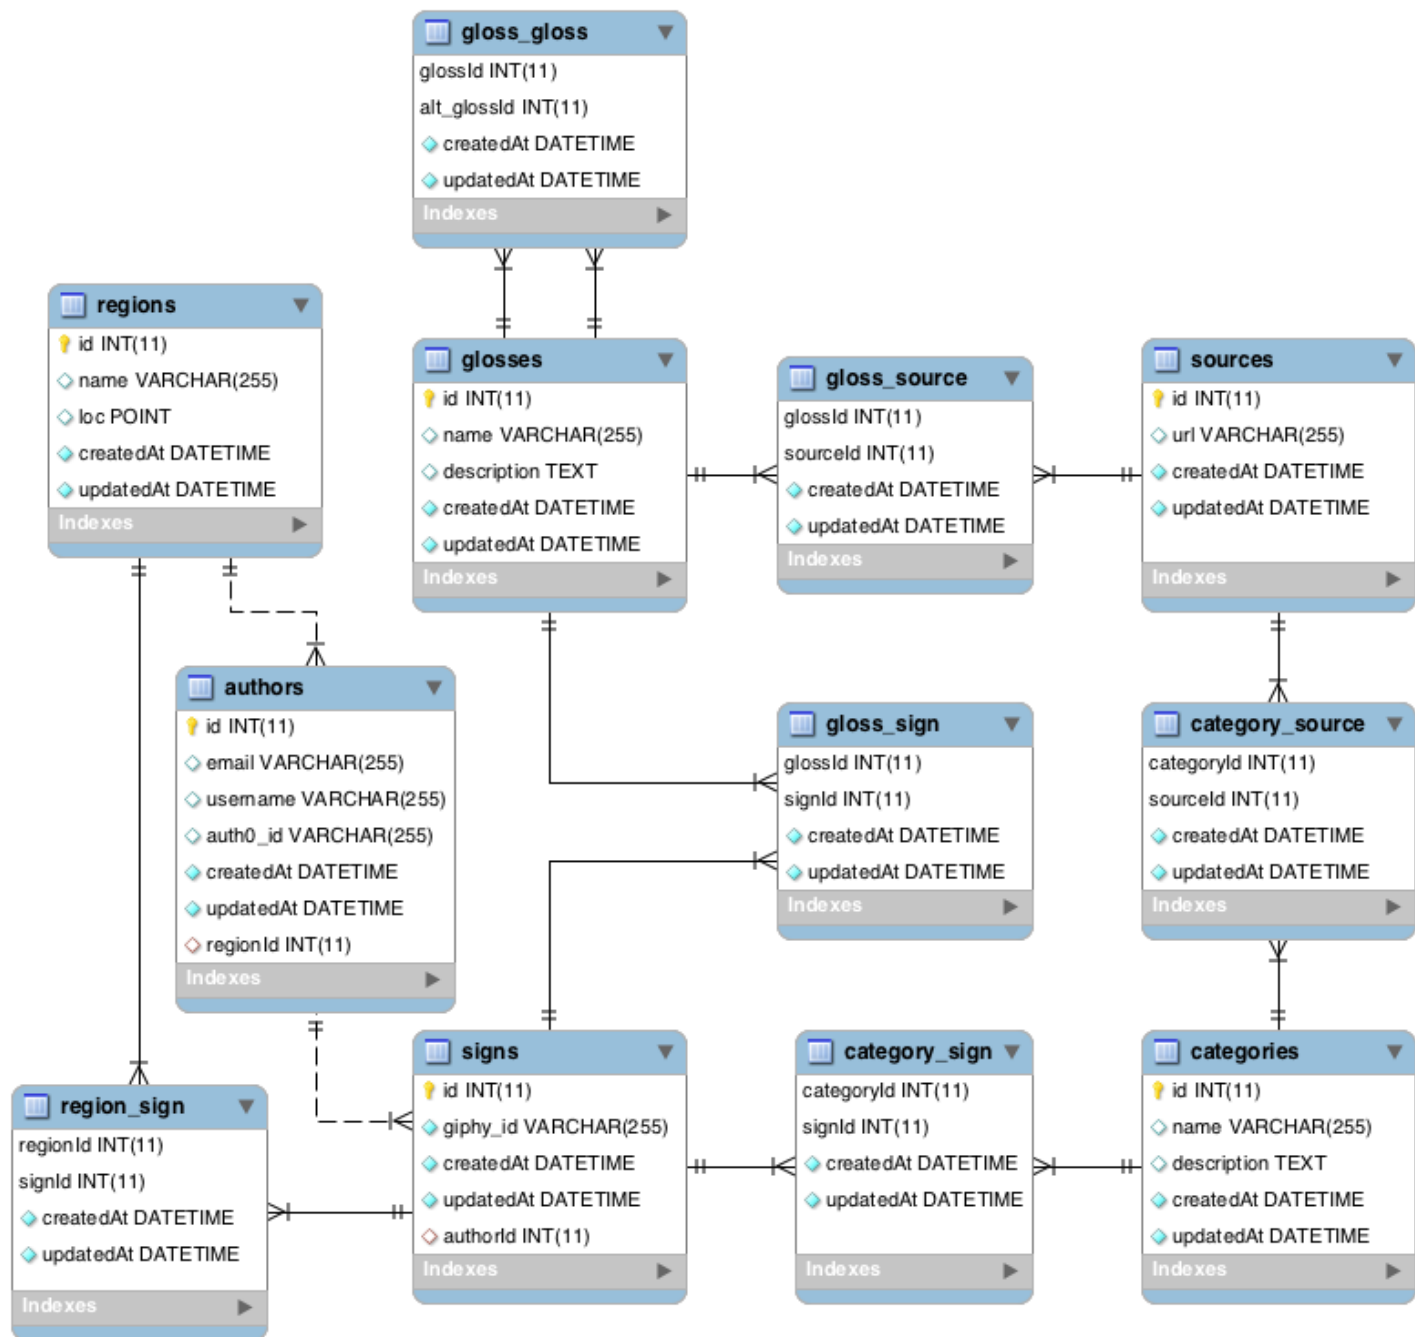 gloss_gloss
glossId INT(11)
alt_glossId INT(11)
createdAt DATETIME
updatedAt DATETIME
Indexes
regions
id INT(11)
name VARCHAR(255)
loc POINT
createdAt DATETIME
updatedAt DATETIME
Indexes
glosses
id INT(11)
name VARCHAR(255)
description TEXT
createdAt DATETIME
updatedAt DATETIME
Indexes
gloss_source
glossId INT(11)
sourceId INT(11)
createdAt DATETIME
updatedAt DATETIME
Indexes
sources
id INT(11)
url VARCHAR(255)
createdAt DATETIME
updatedAt DATETIME
Indexes
authors
id INT(11)
email VARCHAR(255)
username VARCHAR(255)
auth0_id VARCHAR(255)
createdAt DATETIME
updatedAt DATETIME
regionId INT(11)
Indexes
gloss_sign
glossId INT(11)
signId INT(11)
createdAt DATETIME
updatedAt DATETIME
Indexes
category_source
categoryId INT(11)
sourceId INT(11)
createdAt DATETIME
updatedAt DATETIME
Indexes
region_sign
regionId INT(11)
signId INT(11)
createdAt DATETIME
updatedAt DATETIME
Indexes
signs
id INT(11)
giphy_id VARCHAR(255)
createdAt DATETIME
updatedAt DATETIME
authorId INT(11)
Indexes
category_sign
categoryId INT(11)
signId INT(11)
createdAt DATETIME
updatedAt DATETIME
Indexes
categories
id INT(11)
name VARCHAR(255)
description TEXT
createdAt DATETIME
updatedAt DATETIME
Indexes